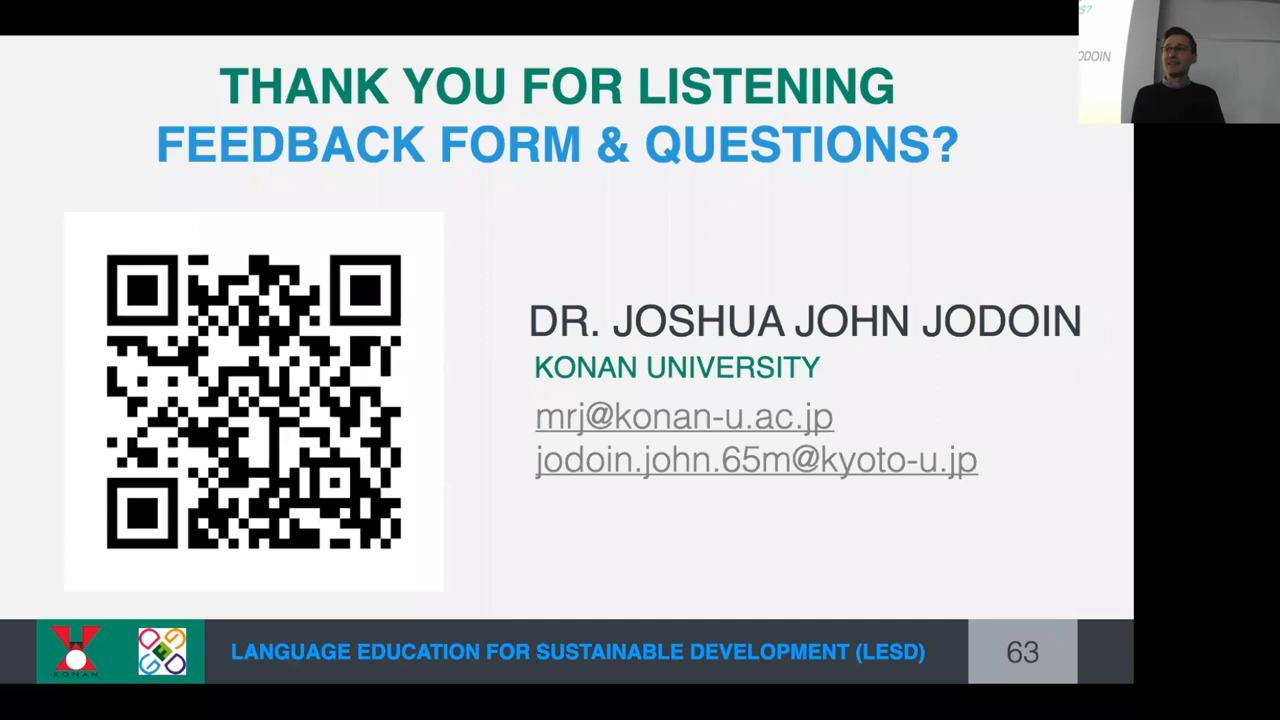 THANK YOU FOR LISTENING
FEEDBACK FORM & QUESTIONS?
S?
ODOIN
DR. JOSHUA JOHN JODOIN
KONAN UNIVERSITY
mrj@konan-u.ac.jp
jodoin.john.65m@kyoto-u.jp
KONAN
LANGUAGE EDUCATION FOR SUSTAINABLE DEVELOPMENT (LESD)
63